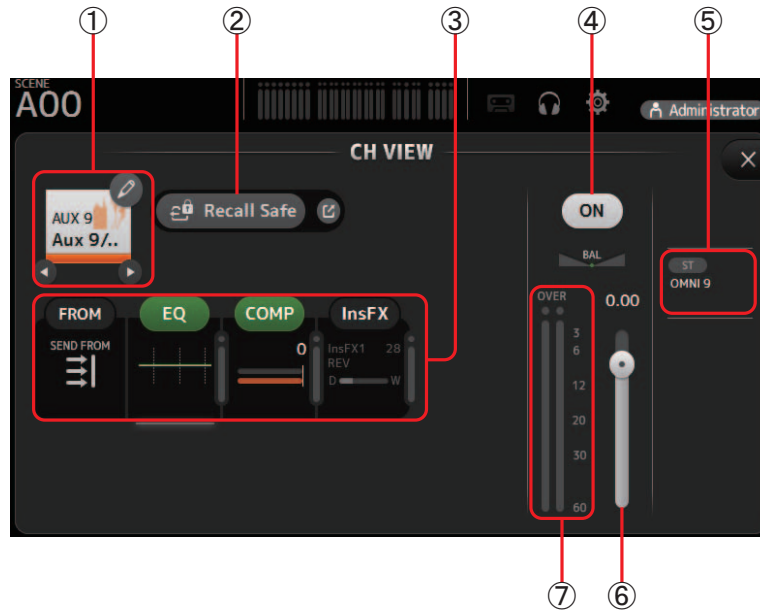 ① ② ③ ④ ⑤
SCENE
A00
Administrator
CH VIEW
AUX 9
Aux 9/..
Recall Safe
ON
BAL
ST
OMNI 9
FROM EQ COMP InsFX
SEND FROM
0
InsFX1 28
REV
D W
OVER 0.00
3
6
12
20
30
60
⑦ ⑥